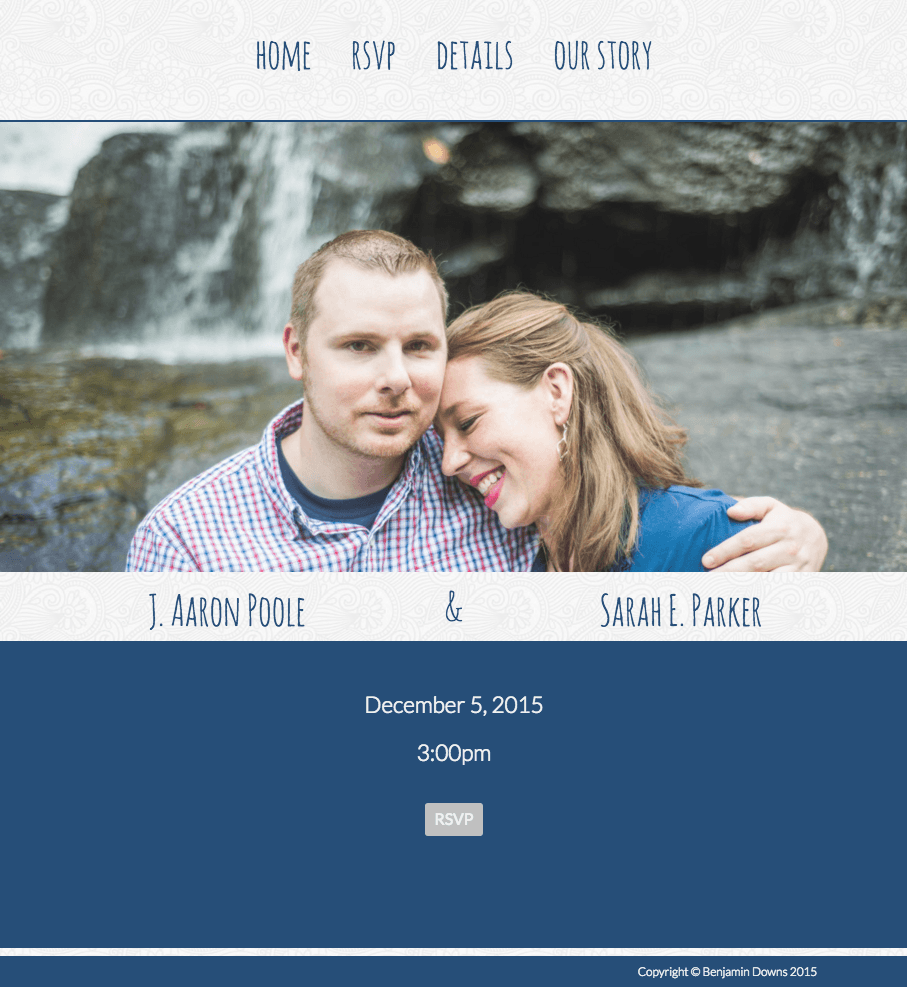 HOME RSVP DETAILS OUR STORY
J. Aaron Poole & Sarah E. Parker
December 5, 2015
3:00pm
RSVP
Copyright © Benjamin Downs 2015